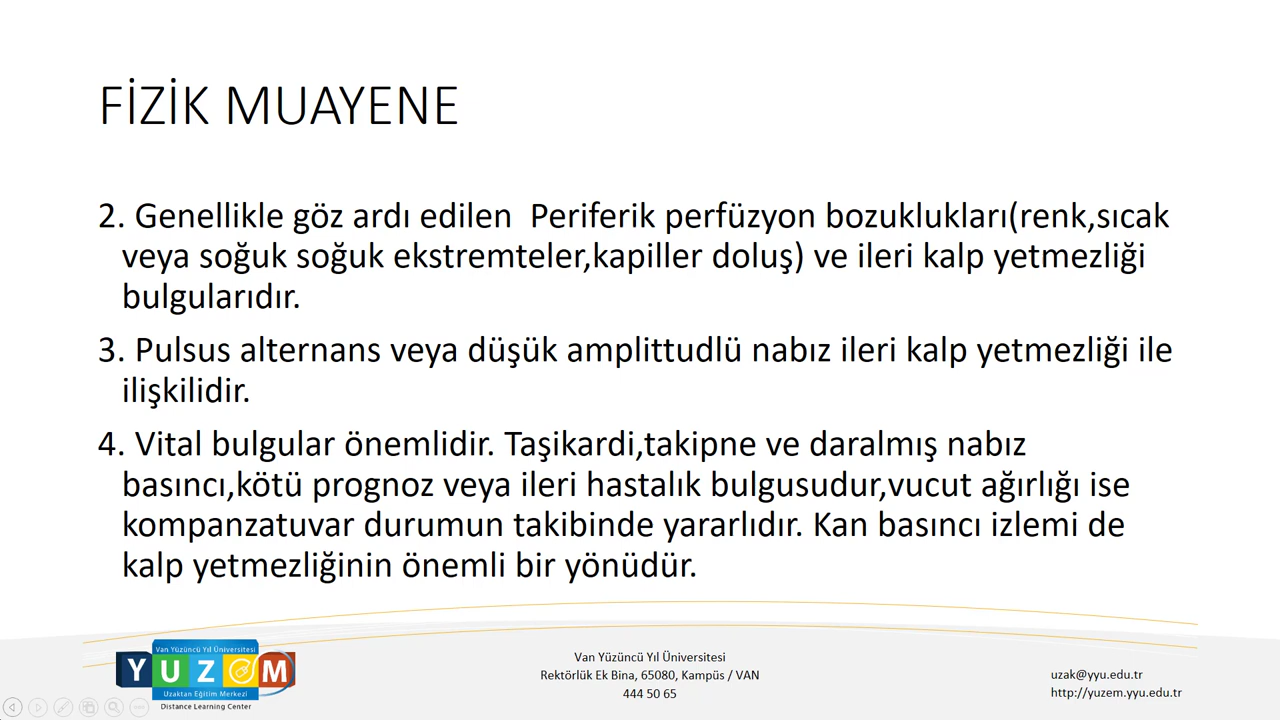 FİZİK MUAYENE
2. Genellikle göz ardı edilen  Periferik perfüzyon bozuklukları(renk,sıcak
veya soğuk soğuk ekstremteler,kapiller doluş) ve ileri kalp yetmezliği
bulgularıdır.
3. Pulsus alternans veya düşük amplittudlü nabız ileri kalp yetmezliği ile
ilişkilidir.
4. Vital bulgular önemlidir. Taşikardi,takipne ve daralmış nabız
basıncı,kötü prognoz veya ileri hastalık bulgusudur,vucut ağırlığı ise
kompanzatuvar durumun takibinde yararlıdır. Kan basıncı izlemi de
kalp yetmezliğinin önemli bir yönüdür.
Van Yüzüncü Yıl Üniversitesi
YUZEM
Uzaktan Eğitim Merkezi
Distance Learning Center
Van Yüzüncü Yıl Üniversitesi
Rektörlük Ek Bina, 65080, Kampüs / VAN
444 50 65
uzak@yyu.edu.tr
http://yuzem.yyu.edu.tr